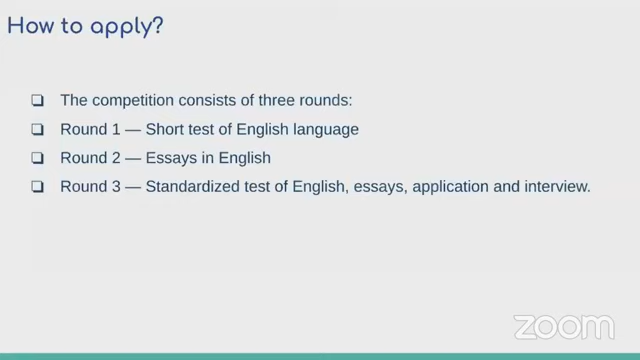 How to apply?
❏ The competition consists of three rounds:
❏ Round 1 — Short test of English language
❏ Round 2 — Essays in English
❏ Round 3 — Standardized test of English, essays, application and interview.
zoom